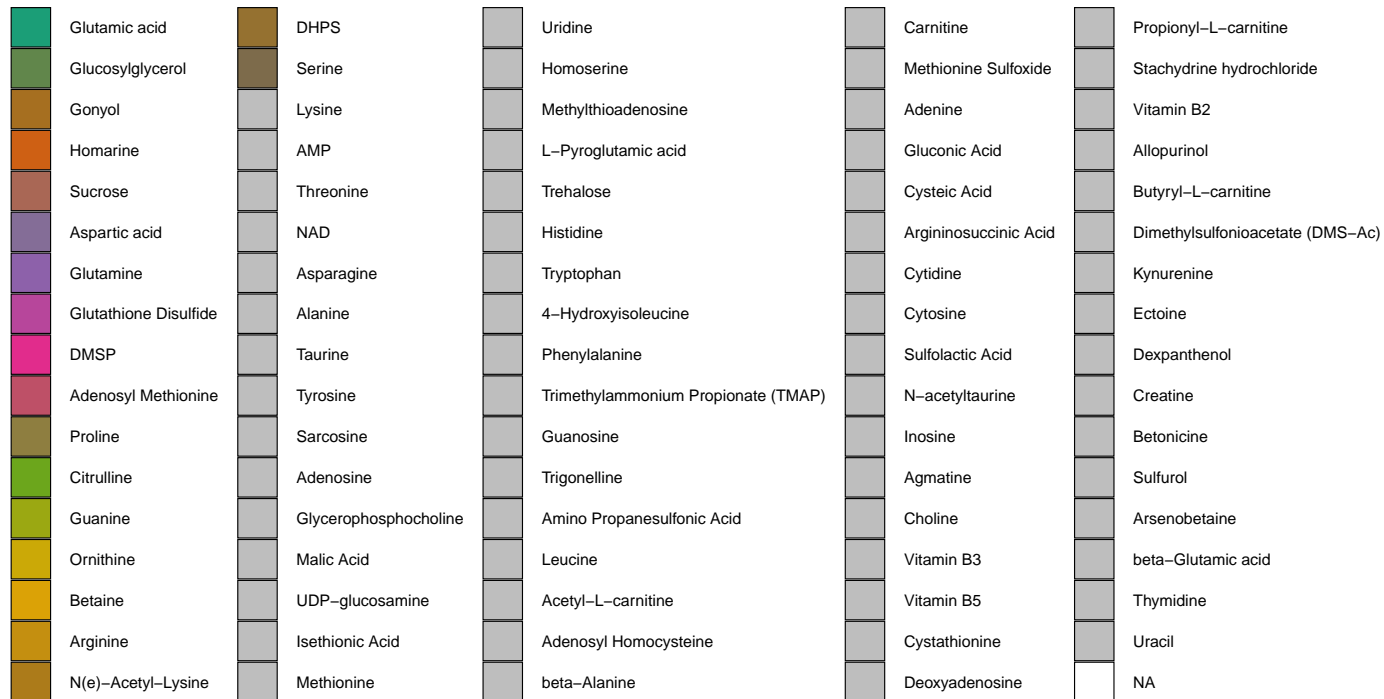 Glutamic acid
Glucosylglycerol
Gonyol
Homarine
Sucrose
Aspartic acid
Glutamine
Glutathione Disulfide
DMSP
Adenosyl Methionine
Proline
Citrulline
Guanine
Ornithine
Betaine
Arginine
N(e)−Acetyl−Lysine
DHPS
Serine
Lysine
AMP
Threonine
NAD
Asparagine
Alanine
Taurine
Tyrosine
Sarcosine
Adenosine
Glycerophosphocholine
Malic Acid
UDP−glucosamine
Isethionic Acid
Methionine
Uridine
Homoserine
Methylthioadenosine
L−Pyroglutamic acid
Trehalose
Histidine
Tryptophan
4−Hydroxyisoleucine
Phenylalanine
Trimethylammonium Propionate (TMAP)
Guanosine
Trigonelline
Amino Propanesulfonic Acid
Leucine
Acetyl−L−carnitine
Adenosyl Homocysteine
beta−Alanine
Carnitine
Methionine Sulfoxide
Adenine
Gluconic Acid
Cysteic Acid
Argininosuccinic Acid
Cytidine
Cytosine
Sulfolactic Acid
N−acetyltaurine
Inosine
Agmatine
Choline
Vitamin B3
Vitamin B5
Cystathionine
Deoxyadenosine
Propionyl−L−carnitine
Stachydrine hydrochloride
Vitamin B2
Allopurinol
Butyryl−L−carnitine
Dimethylsulfonioacetate (DMS−Ac)
Kynurenine
Ectoine
Dexpanthenol
Creatine
Betonicine
Sulfurol
Arsenobetaine
beta−Glutamic acid
Thymidine
Uracil
NA